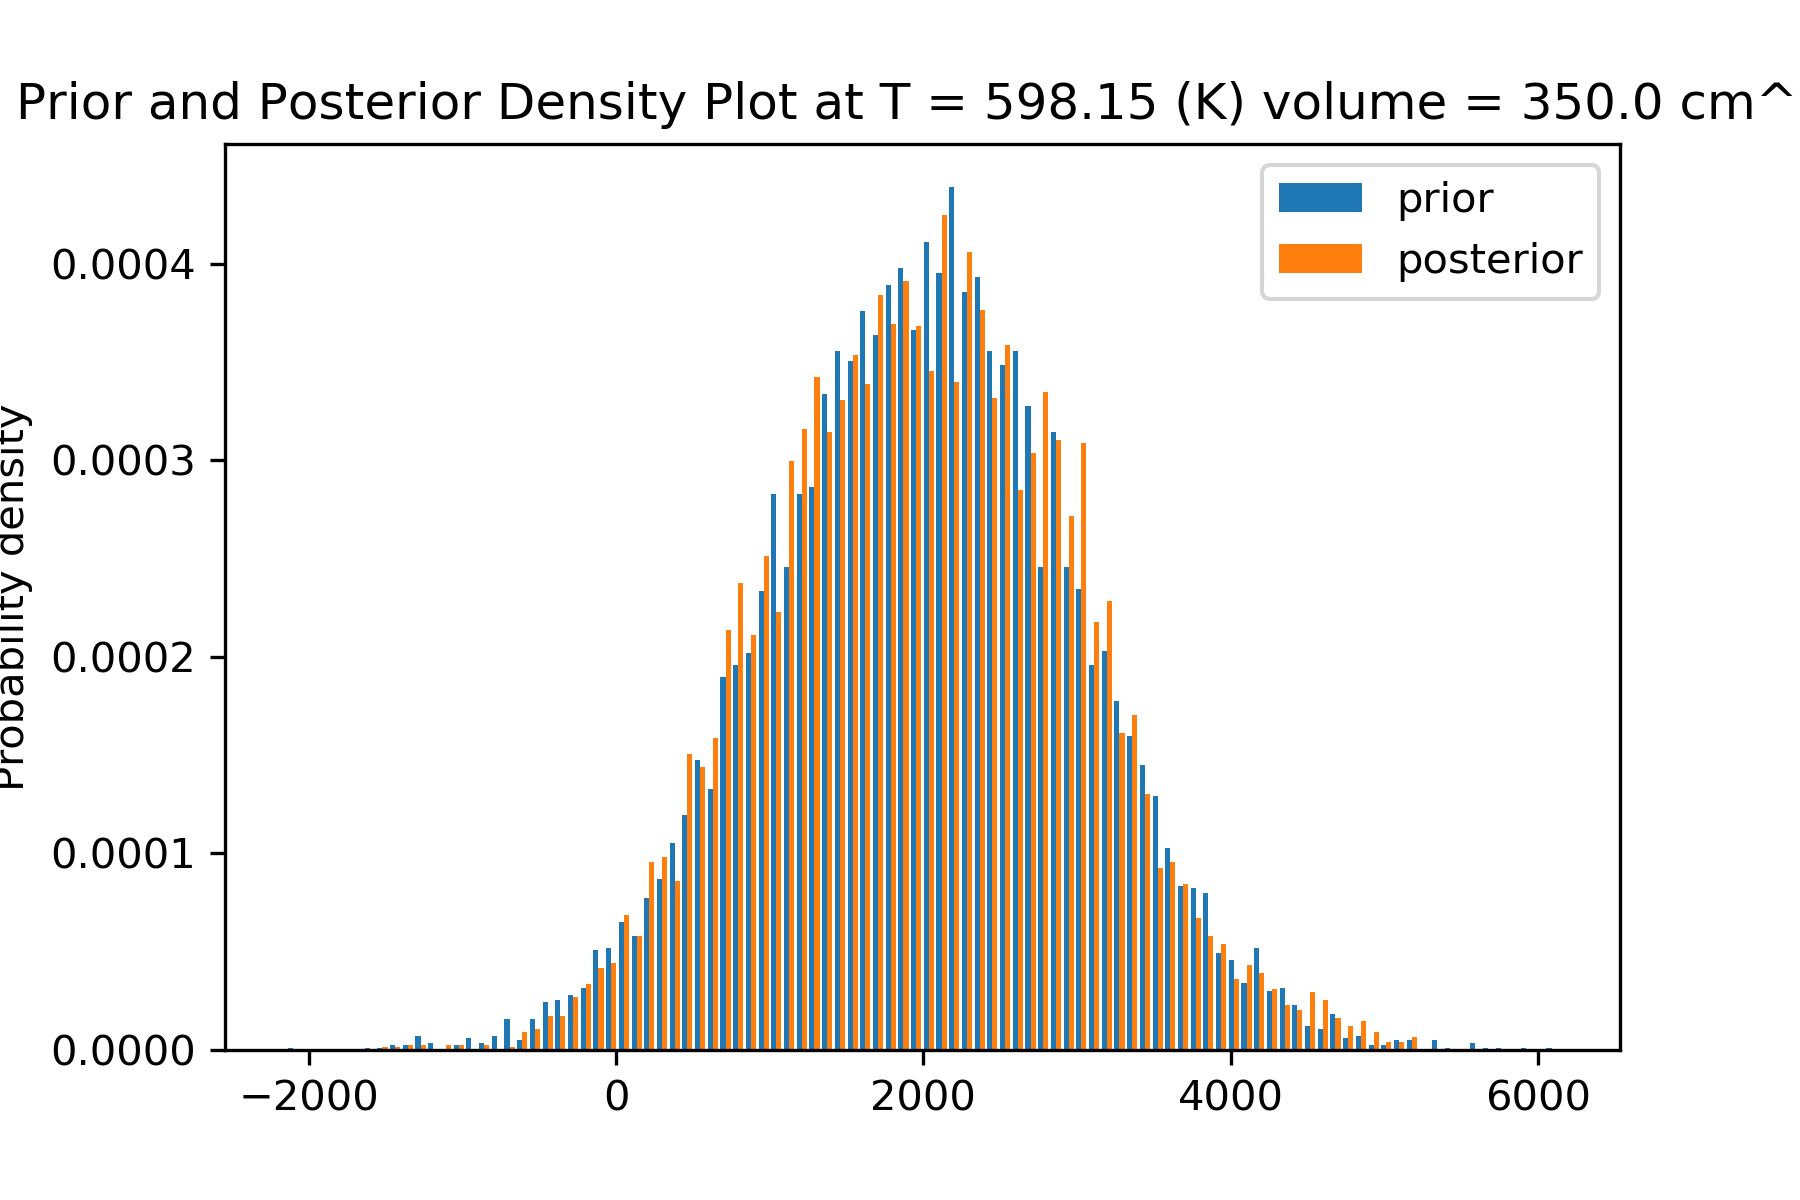 Prior and Posterior Density Plot at T = 598.15 (K) volume = 350.0 cm^
prior
posterior
Probability density
0.0004
0.0003
0.0002
0.0001
0.0000
−2000
0
2000
4000
6000